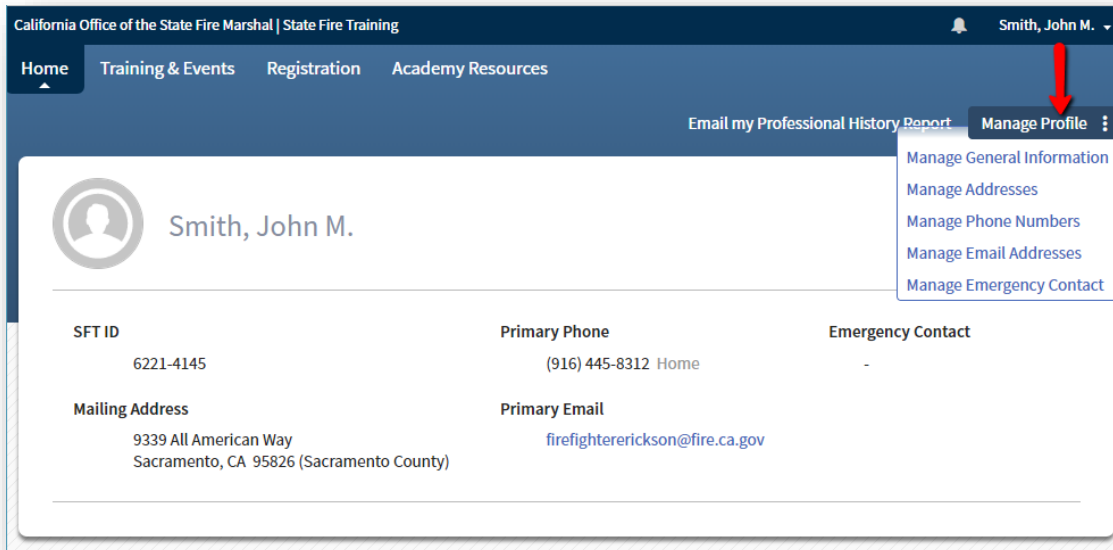 California Office of the State Fire Marshal | State Fire Training
Smith, John M.
Home Training & Events Registration Academy Resources
Email my Professional History Report Manage Profile
Manage General Information
Manage Addresses
Manage Phone Numbers
Manage Email Addresses
Manage Emergency Contact
Smith, John M.
SFT ID
6221-4145
Primary Phone
(916) 445-8312 Home
Emergency Contact
-
Mailing Address
9339 All American Way
Sacramento, CA 95826 (Sacramento County)
Primary Email
firefightererickson@fire.ca.gov